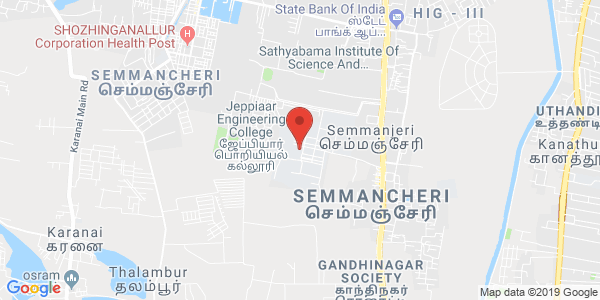 State Bank Of India
ஸ்டேட்
பாங்க் ஆப்...
HIG - III
SHOZHINGANALLUR
Corporation Health Post
H
Sathyabama Institute Of
Science And...
SEMMANCHERI
செம்மஞ்சேரி
Karanai Main Rd
Jeppiaar
Engineering
College
ஜேப்பியார்
பொறியியல்
கல்லூரி
Semmanjeri
செம்மஞ்சேரி
UTHANDI
உத்தண்டி
Kanathur
கானத்தூர்
SEMMANCHERI
செம்மஞ்சேரி
Karanai
கரனை
Thalambur
தலம்பூர்
osram
GANDHINAGAR
SOCIETY
காந்திநகர்
Google
Map data ©2019 Google